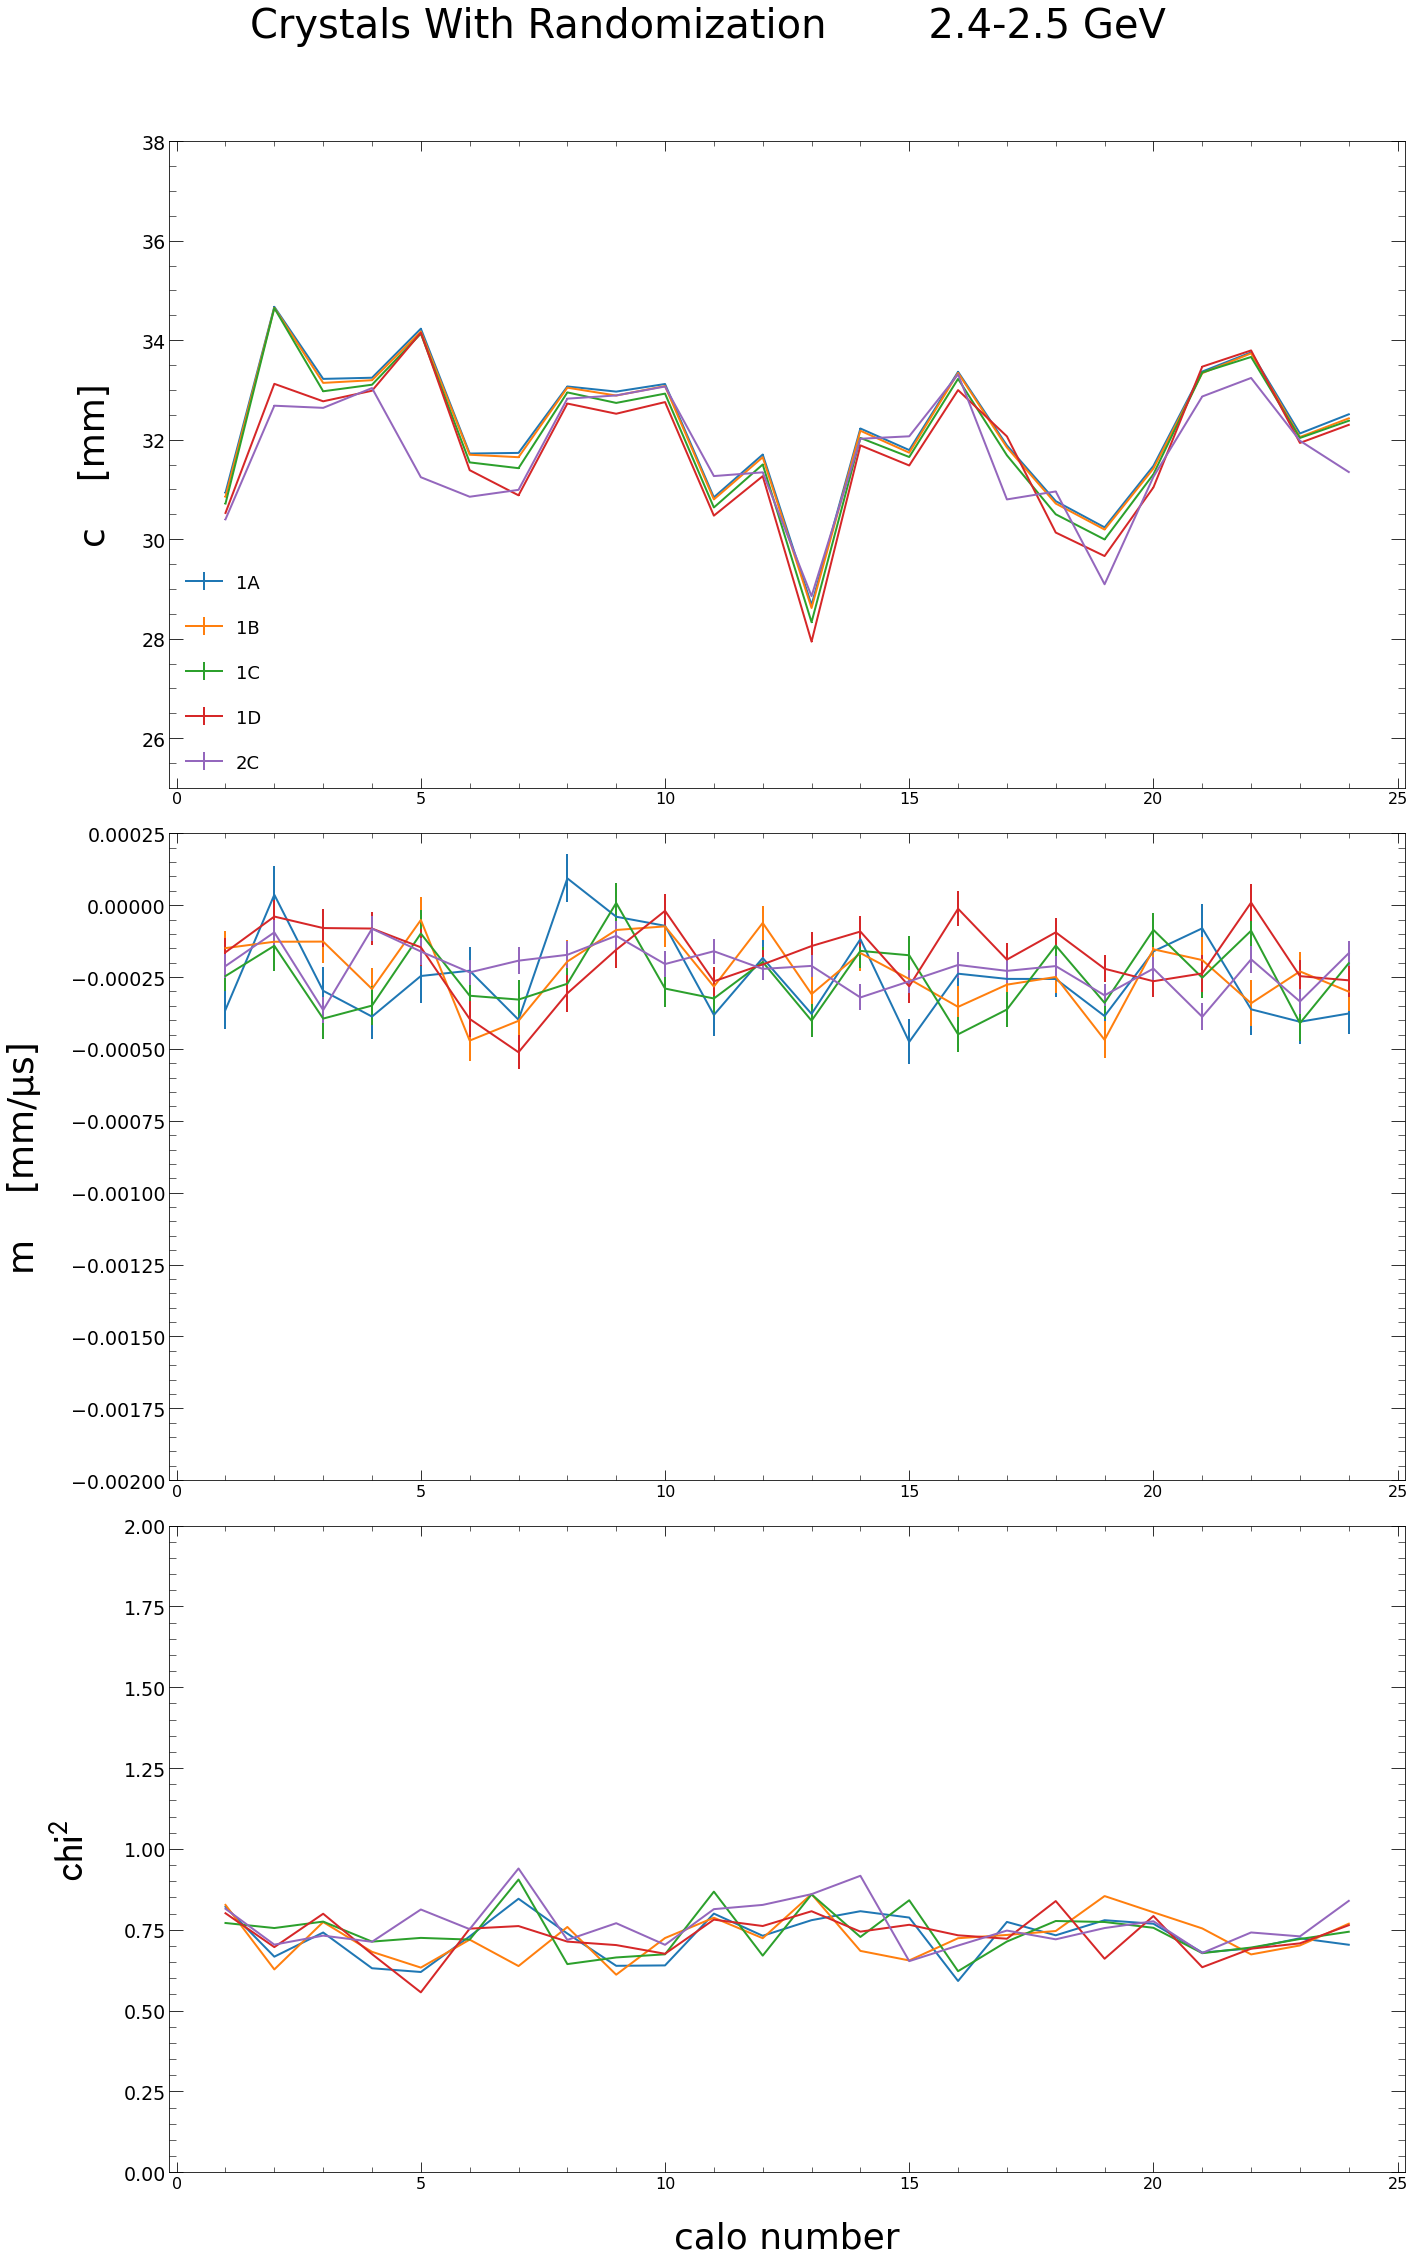 Crystals With Randomization 2.4-2.5 GeV
38
36
34
32
30
28
26
c [mm]
1A
1B
1C
1D
2C
0 5 10 15 20 25
0.00025
0.00000
−0.00025
−0.00050
−0.00075
−0.00100
−0.00125
−0.00150
−0.00175
−0.00200
m [mm/μs]
0 5 10 15 20 25
2.00
1.75
1.50
1.25
1.00
0.75
0.50
0.25
0.00
chi²
0 5 10 15 20 25
calo number